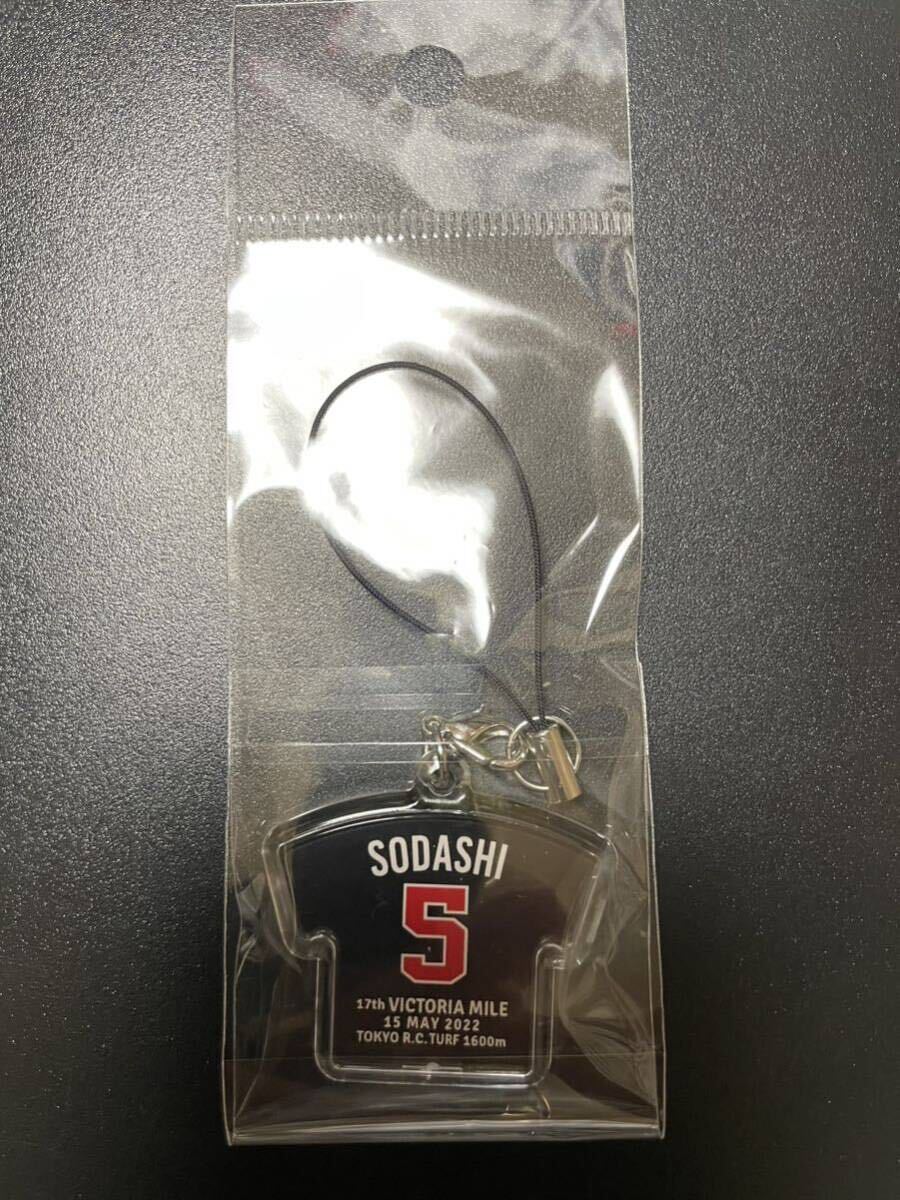 SODASHI
5
17th VICTORIA MILE
15 MAY 2022
TOKYO R.C. TURF 1600m